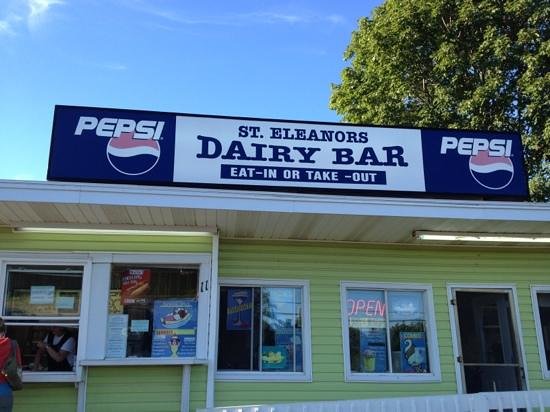 PEPSI
ST. ELEANORS
DAIRY BAR
EAT-IN OR TAKE -OUT
PEPSI
OPEN